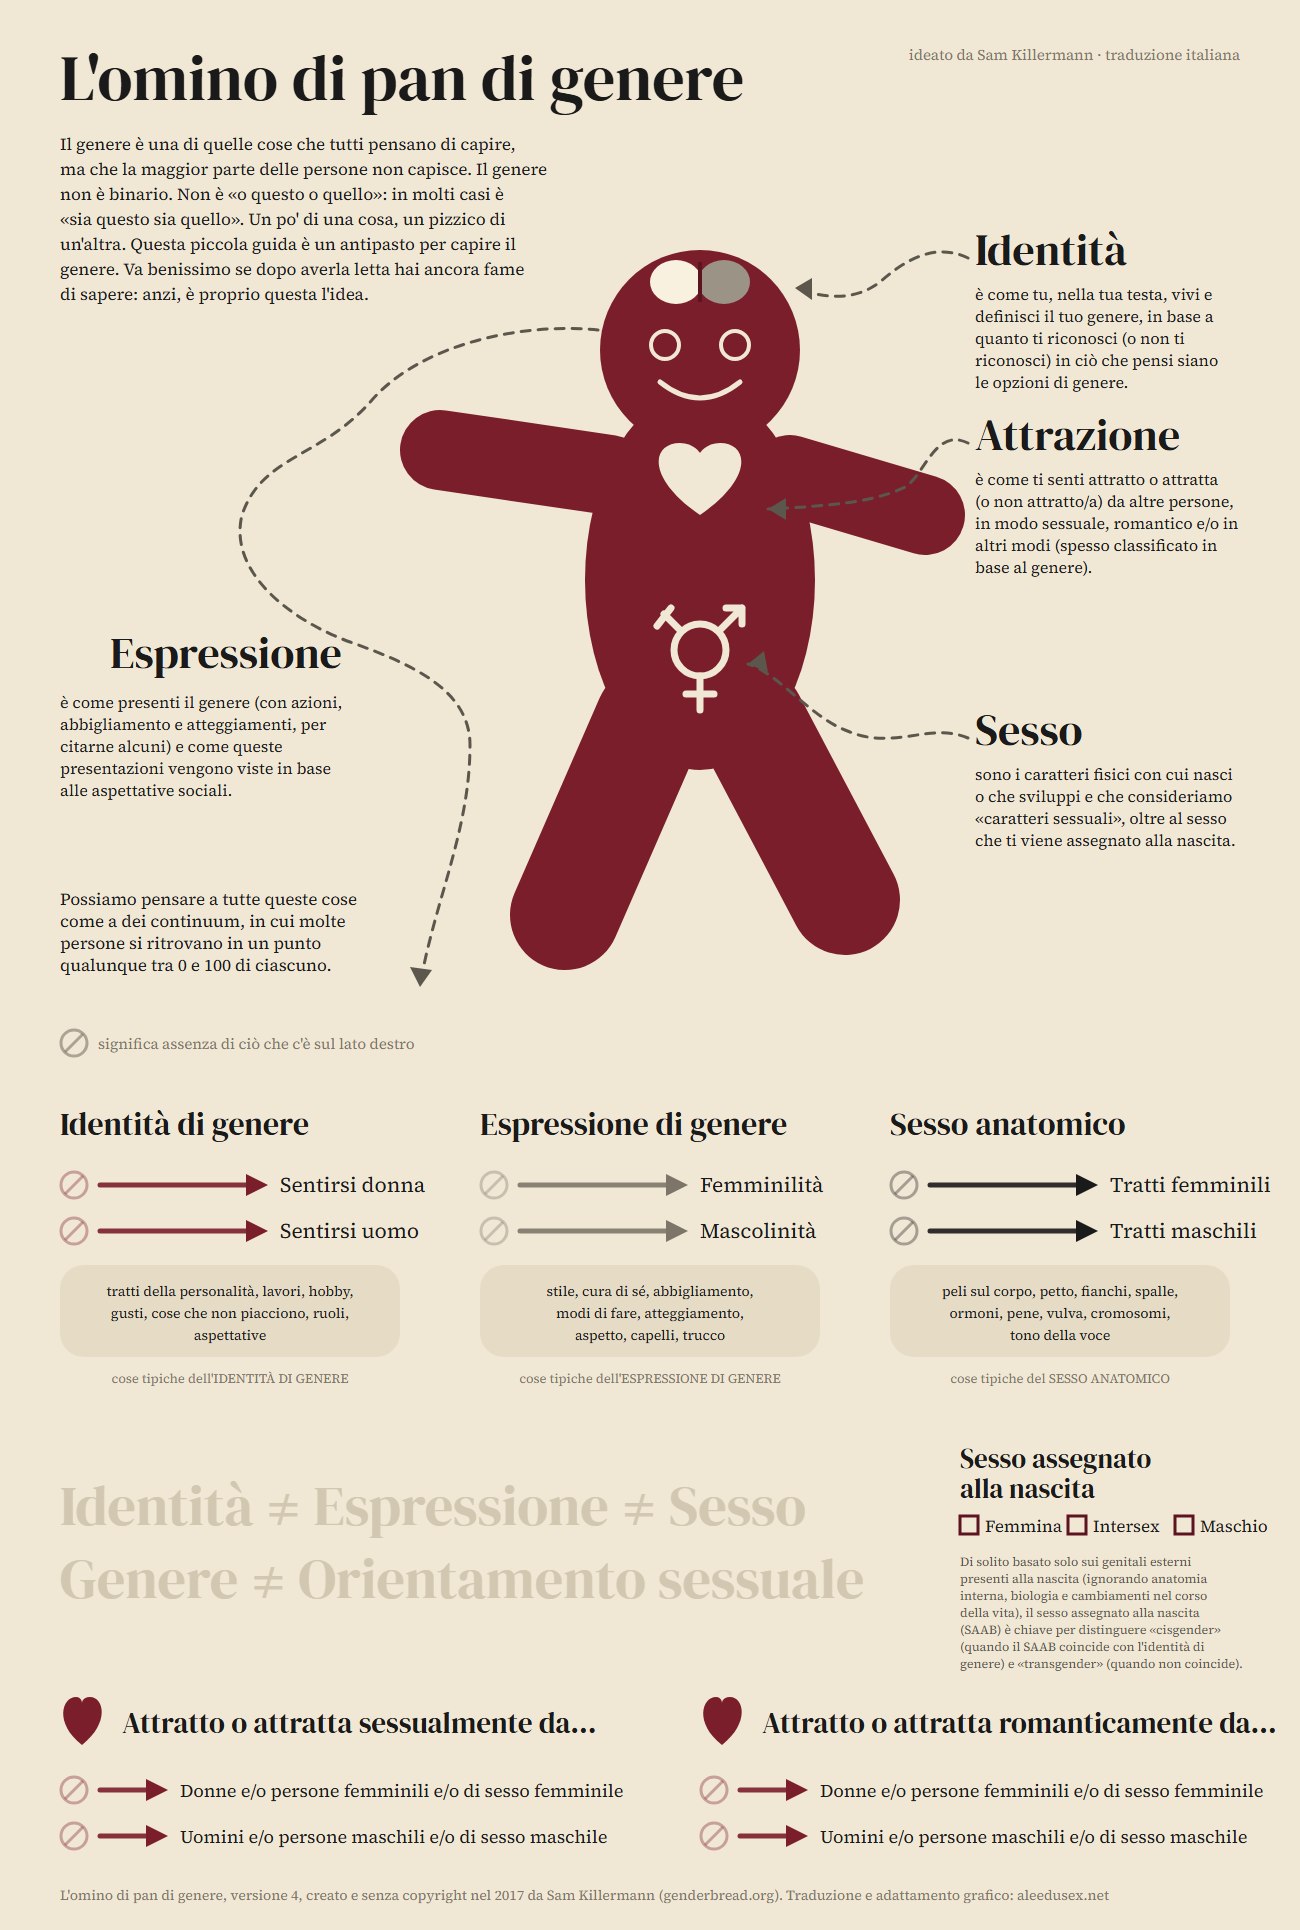 L'omino di pan di genere
ideato da Sam Killermann · traduzione italiana
Il genere è una di quelle cose che tutti pensano di capire,
ma che la maggior parte delle persone non capisce. Il genere
non è binario. Non è «o questo o quello»: in molti casi è
«sia questo sia quello». Un po' di una cosa, un pizzico di
un'altra. Questa piccola guida è un antipasto per capire il
genere. Va benissimo se dopo averla letta hai ancora fame
di sapere: anzi, è proprio questa l'idea.
Identità
è come tu, nella tua testa, vivi e
definisci il tuo genere, in base a
quanto ti riconosci (o non ti
riconosci) in ciò che pensi siano
le opzioni di genere.
Attrazione
è come ti senti attratto o attratta
(o non attratto/a) da altre persone,
in modo sessuale, romantico e/o in
altri modi (spesso classificato in
base al genere).
Espressione
è come presenti il genere (con azioni,
abbigliamento e atteggiamenti, per
citarne alcuni) e come queste
presentazioni vengono viste in base
alle aspettative sociali.
Sesso
sono i caratteri fisici con cui nasci
o che sviluppi e che consideriamo
«caratteri sessuali», oltre al sesso
che ti viene assegnato alla nascita.
Possiamo pensare a tutte queste cose
come a dei continuum, in cui molte
persone si ritrovano in un punto
qualunque tra 0 e 100 di ciascuno.
significa assenza di ciò che c'è sul lato destro
Identità di genere
Sentirsi donna
Sentirsi uomo
tratti della personalità, lavori, hobby,
gusti, cose che non piacciono, ruoli,
aspettative
cose tipiche dell'IDENTITÀ DI GENERE
Espressione di genere
Femminilità
Mascolinità
stile, cura di sé, abbigliamento,
modi di fare, atteggiamento,
aspetto, capelli, trucco
cose tipiche dell'ESPRESSIONE DI GENERE
Sesso anatomico
Tratti femminili
Tratti maschili
peli sul corpo, petto, fianchi, spalle,
ormoni, pene, vulva, cromosomi,
tono della voce
cose tipiche del SESSO ANATOMICO
Identità ≠ Espressione ≠ Sesso
Genere ≠ Orientamento sessuale
Sesso assegnato
alla nascita
Femmina Intersex Maschio
Di solito basato solo sui genitali esterni
presenti alla nascita (ignorando anatomia
interna, biologia e cambiamenti nel corso
della vita), il sesso assegnato alla nascita
(SAAB) è chiave per distinguere «cisgender»
(quando il SAAB coincide con l'identità di
genere) e «transgender» (quando non coincide).
Attratto o attratta sessualmente da…
Donne e/o persone femminili e/o di sesso femminile
Uomini e/o persone maschili e/o di sesso maschile
Attratto o attratta romanticamente da…
Donne e/o persone femminili e/o di sesso femminile
Uomini e/o persone maschili e/o di sesso maschile
L'omino di pan di genere, versione 4, creato e senza copyright nel 2017 da Sam Killermann (genderbread.org). Traduzione e adattamento grafico: aleedusex.net